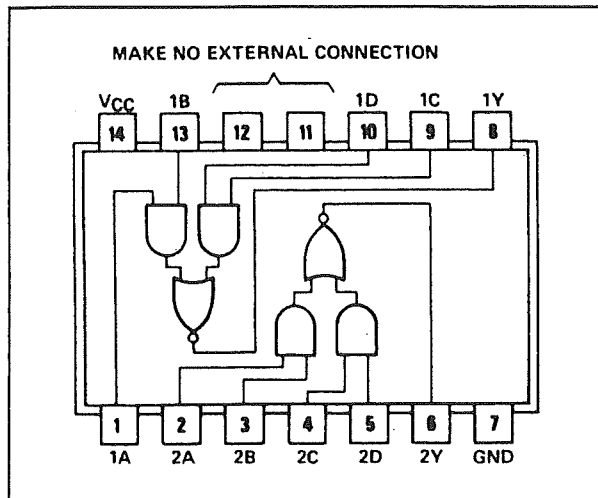 MAKE NO EXTERNAL CONNECTION
VCC 1B 1D 1C 1Y
14 13 12 11 10 9 8
1 2 3 4 5 6 7
1A 2A 2B 2C 2D 2Y GND